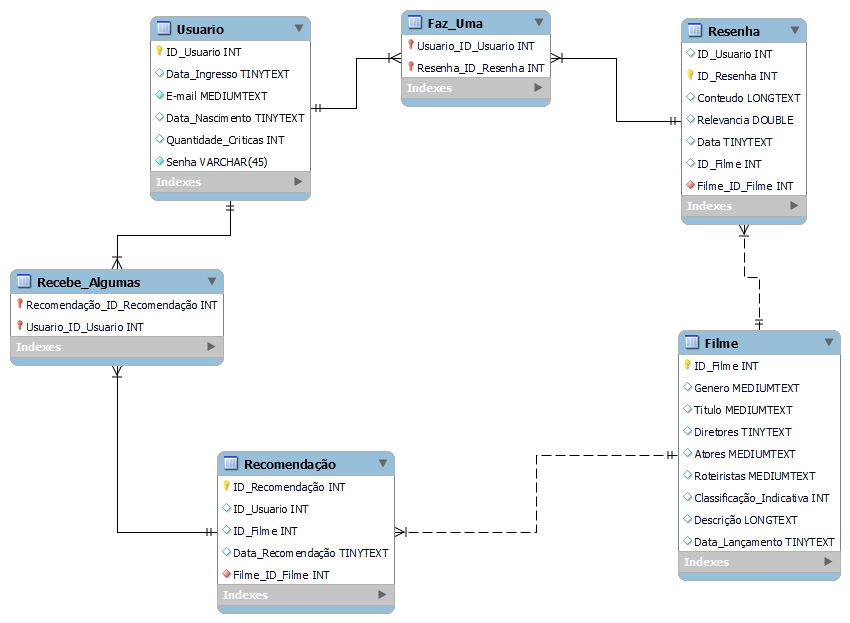 Usuario
ID_Usuario INT
Data_Ingresso TINYTEXT
E-mail MEDIUMTEXT
Data_Nascimento TINYTEXT
Quantidade_Criticas INT
Senha VARCHAR(45)
Indexes
Faz_Uma
Usuario_ID_Usuario INT
Resenha_ID_Resenha INT
Indexes
Resenha
ID_Usuario INT
ID_Resenha INT
Conteudo LONGTEXT
Relevancia DOUBLE
Data TINYTEXT
ID_Filme INT
Filme_ID_Filme INT
Indexes
Recebe_Algumas
Recomendação_ID_Recomendação INT
Usuario_ID_Usuario INT
Indexes
Filme
ID_Filme INT
Genero MEDIUMTEXT
Titulo MEDIUMTEXT
Diretores TINYTEXT
Atores MEDIUMTEXT
Roteiristas MEDIUMTEXT
Classificação_Indicativa INT
Descrição LONGTEXT
Data_Lançamento TINYTEXT
Indexes
Recomendação
ID_Recomendação INT
ID_Usuario INT
ID_Filme INT
Data_Recomendação TINYTEXT
Filme_ID_Filme INT
Indexes